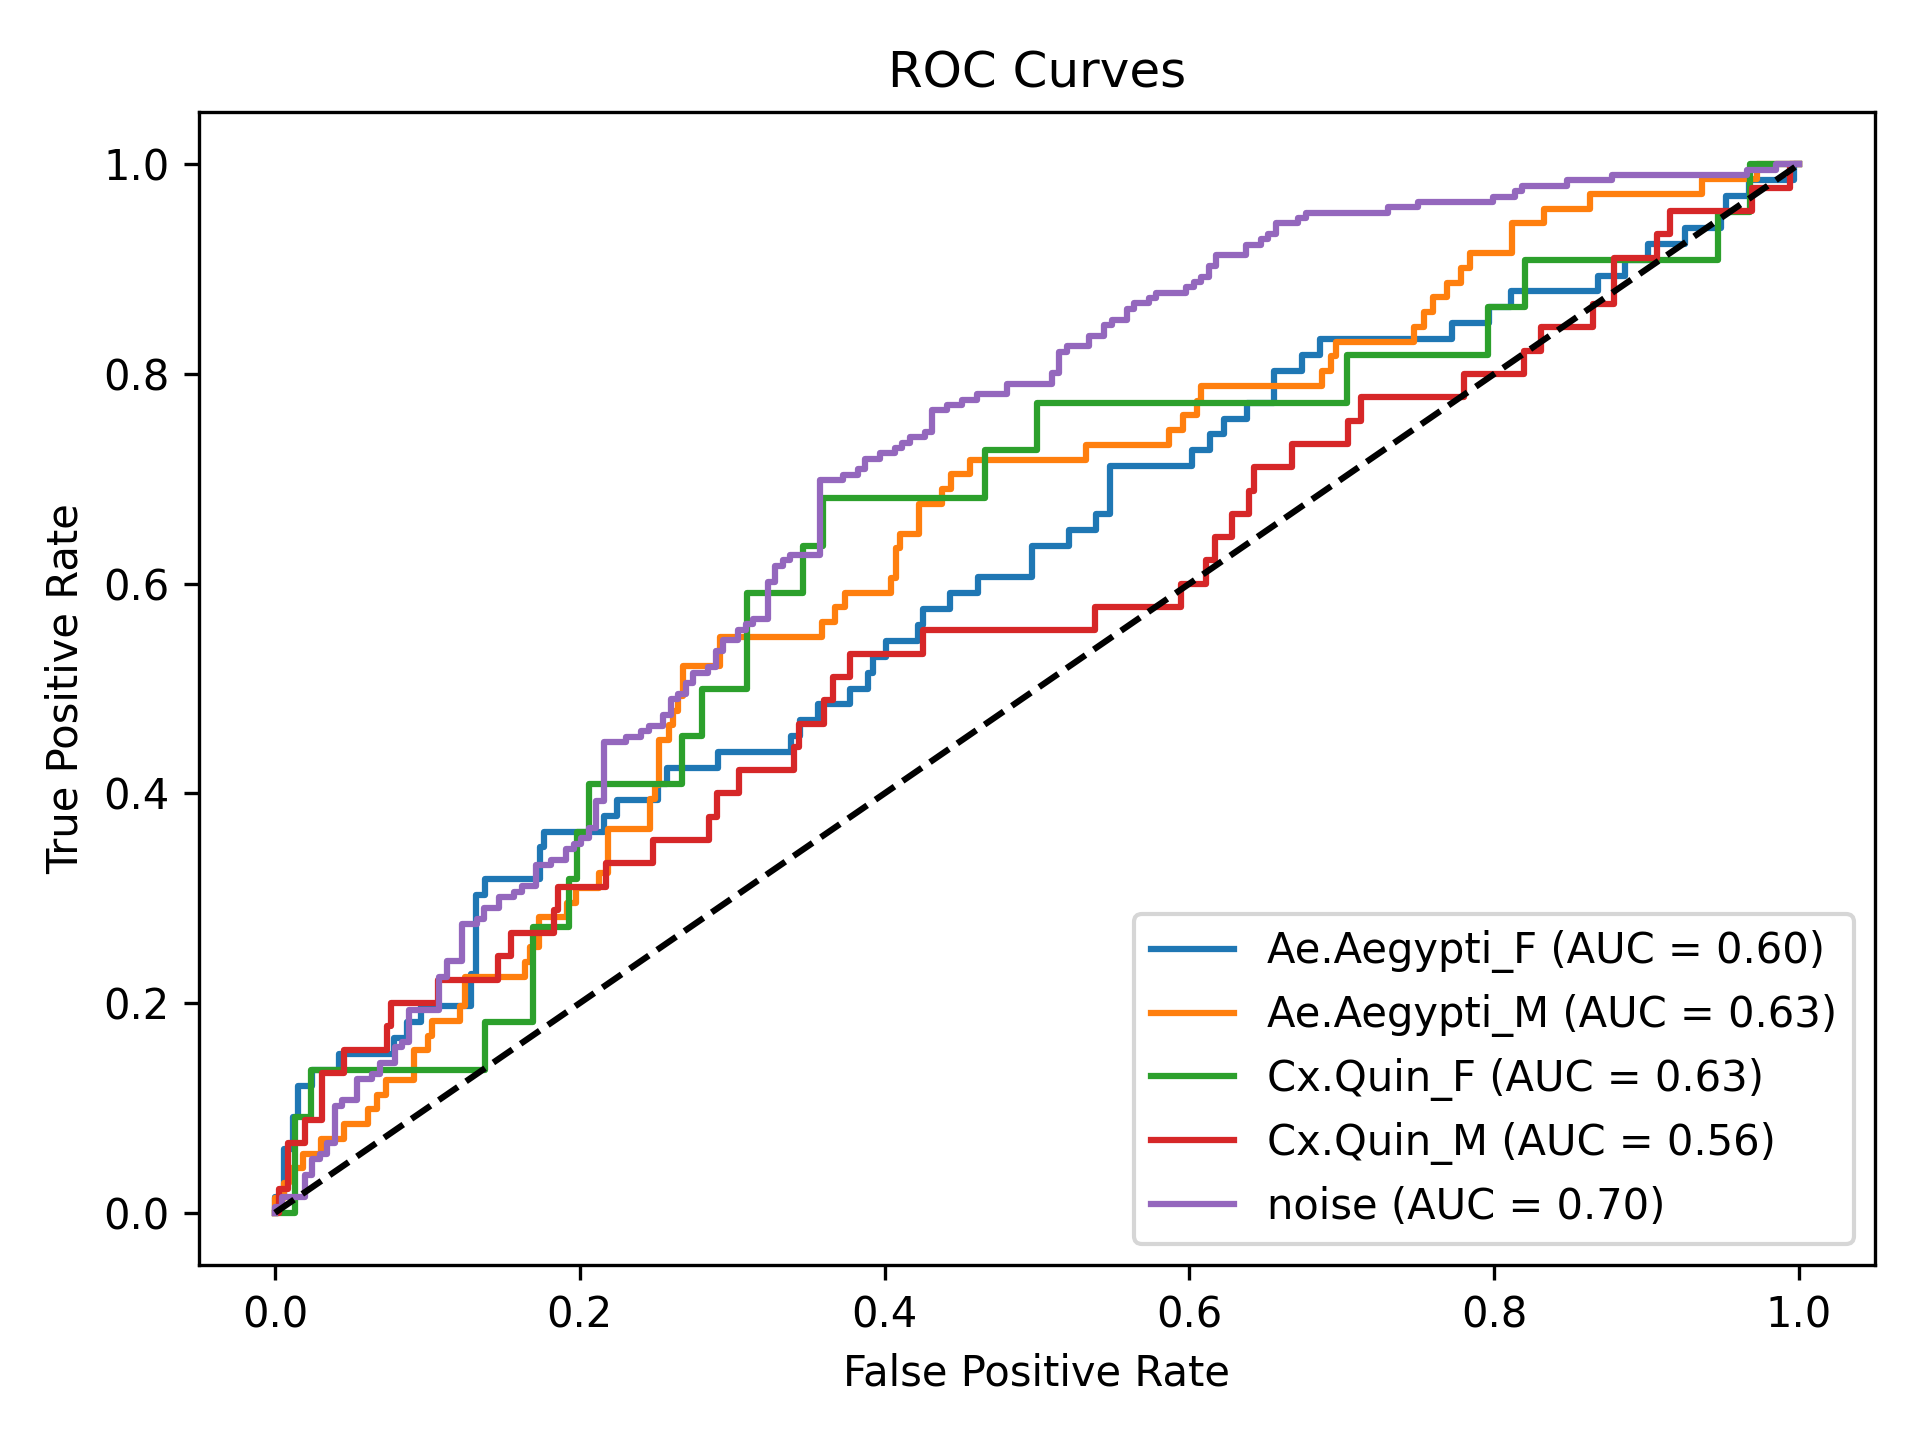 ROC Curves
1.0
0.8
0.6
0.4
0.2
0.0
True Positive Rate
Ae.Aegypti_F (AUC = 0.60)
Ae.Aegypti_M (AUC = 0.63)
Cx.Quin_F (AUC = 0.63)
Cx.Quin_M (AUC = 0.56)
noise (AUC = 0.70)
0.0 0.2 0.4 0.6 0.8 1.0
False Positive Rate